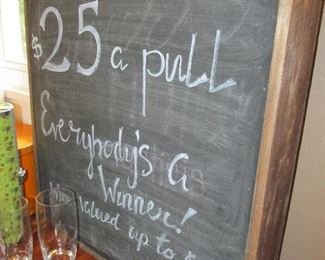 $25 a pull
Everybody's a
Winner!
Valued up to $